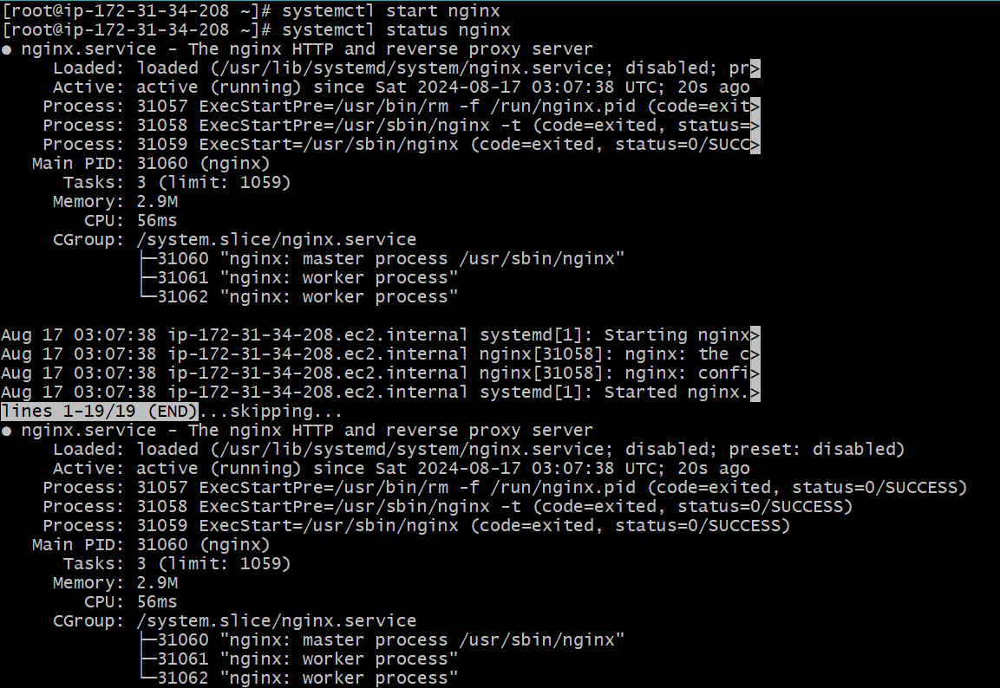 [root@ip-172-31-34-208 ~]# systemctl start nginx
[root@ip-172-31-34-208 ~]# systemctl status nginx
● nginx.service - The nginx HTTP and reverse proxy server
     Loaded: loaded (/usr/lib/systemd/system/nginx.service; disabled; pr>
     Active: active (running) since Sat 2024-08-17 03:07:38 UTC; 20s ago
    Process: 31057 ExecStartPre=/usr/bin/rm -f /run/nginx.pid (code=exit>
    Process: 31058 ExecStartPre=/usr/sbin/nginx -t (code=exited, status=>
    Process: 31059 ExecStart=/usr/sbin/nginx (code=exited, status=0/SUCC>
   Main PID: 31060 (nginx)
      Tasks: 3 (limit: 1059)
     Memory: 2.9M
        CPU: 56ms
     CGroup: /system.slice/nginx.service
             ├─31060 "nginx: master process /usr/sbin/nginx"
             ├─31061 "nginx: worker process"
             └─31062 "nginx: worker process"

Aug 17 03:07:38 ip-172-31-34-208.ec2.internal systemd[1]: Starting nginx>
Aug 17 03:07:38 ip-172-31-34-208.ec2.internal nginx[31058]: nginx: the c>
Aug 17 03:07:38 ip-172-31-34-208.ec2.internal nginx[31058]: nginx: confi>
Aug 17 03:07:38 ip-172-31-34-208.ec2.internal systemd[1]: Started nginx.>
lines 1-19/19 (END)...skipping...
● nginx.service - The nginx HTTP and reverse proxy server
     Loaded: loaded (/usr/lib/systemd/system/nginx.service; disabled; preset: disabled)
     Active: active (running) since Sat 2024-08-17 03:07:38 UTC; 20s ago
    Process: 31057 ExecStartPre=/usr/bin/rm -f /run/nginx.pid (code=exited, status=0/SUCCESS)
    Process: 31058 ExecStartPre=/usr/sbin/nginx -t (code=exited, status=0/SUCCESS)
    Process: 31059 ExecStart=/usr/sbin/nginx (code=exited, status=0/SUCCESS)
   Main PID: 31060 (nginx)
      Tasks: 3 (limit: 1059)
     Memory: 2.9M
        CPU: 56ms
     CGroup: /system.slice/nginx.service
             ├─31060 "nginx: master process /usr/sbin/nginx"
             ├─31061 "nginx: worker process"
             └─31062 "nginx: worker process"